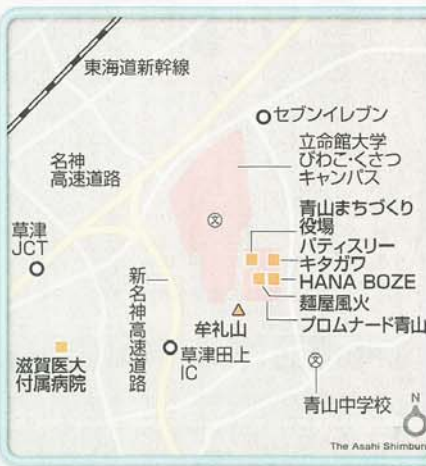 東海道新幹線
セブンイレブン
立命館大学
びわこ・くさつ
キャンパス
名神
高速道路
青山まちづくり
役場
パティスリー
キタガワ
HANA BOZE
麺屋風火
プロムナード青山
草津
JCT
新名神高速道路
牟礼山
草津田上
IC
滋賀医大
付属病院
文
文
青山中学校
N
The Asahi Shimbun